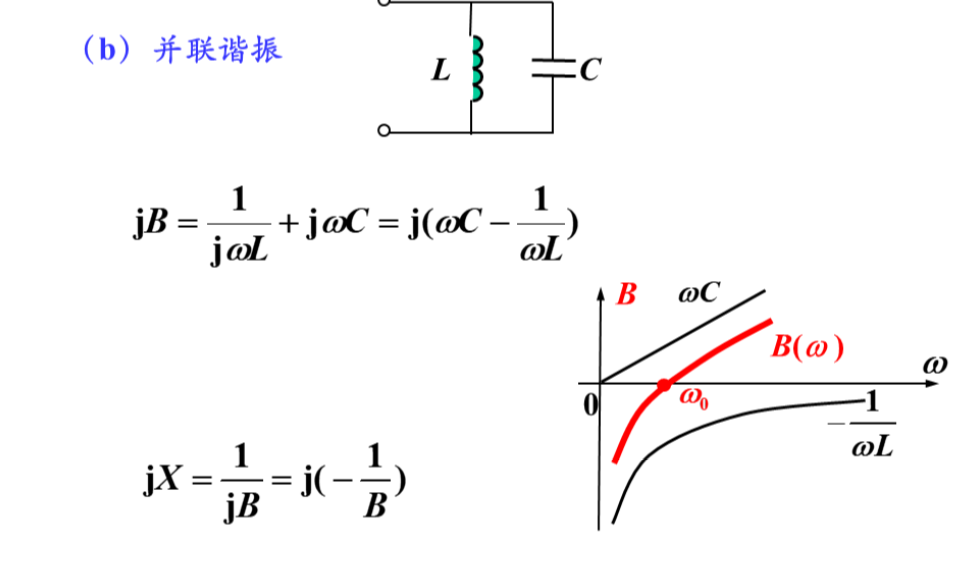 （b）并联谐振
L
C
jB = 1/(jωL) + jωC = j(ωC − 1/(ωL))
B
ωC
B(ω)
ω
0
ω₀
−1/(ωL)
jX = 1/(jB) = j(−1/B)